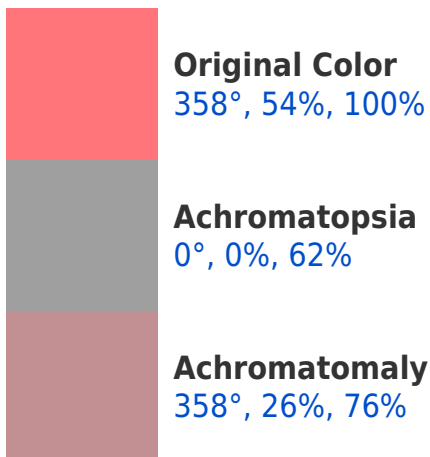 Original Color
358°, 54%, 100%
Achromatopsia
0°, 0%, 62%
Achromatomaly
358°, 26%, 76%